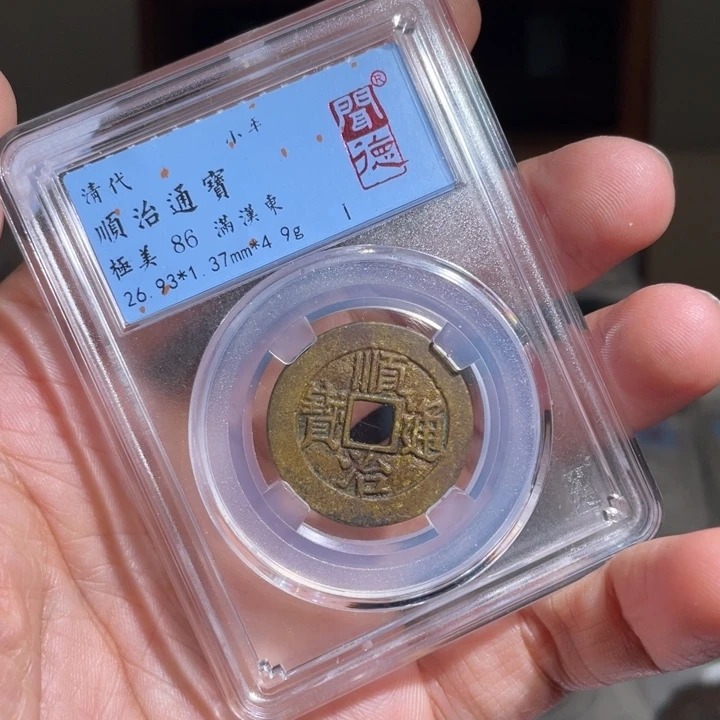 小平
清代
順治通寶
極美 86 滿漢東
26.93*1.37mm*4.9g
聞德
®
順治通寶